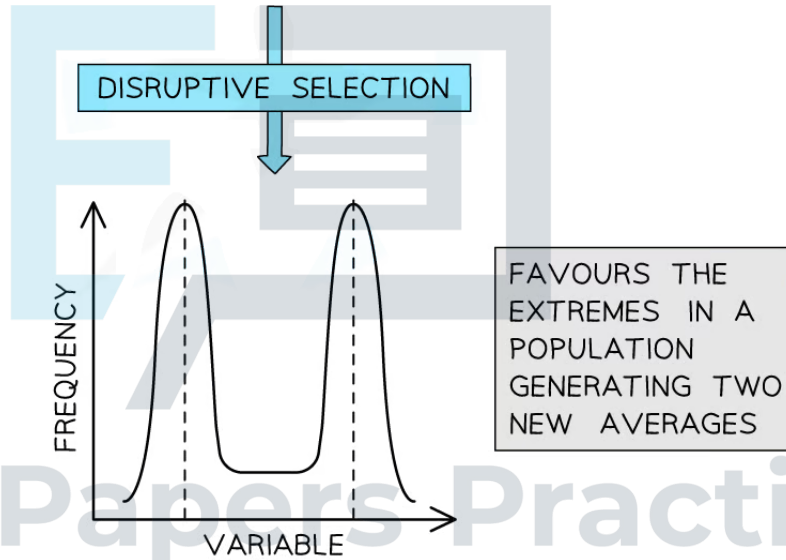 DISRUPTIVE SELECTION
FREQUENCY
FAVOURS THE
EXTREMES IN A
POPULATION
GENERATING TWO
NEW AVERAGES
Papers Practi
VARIABLE